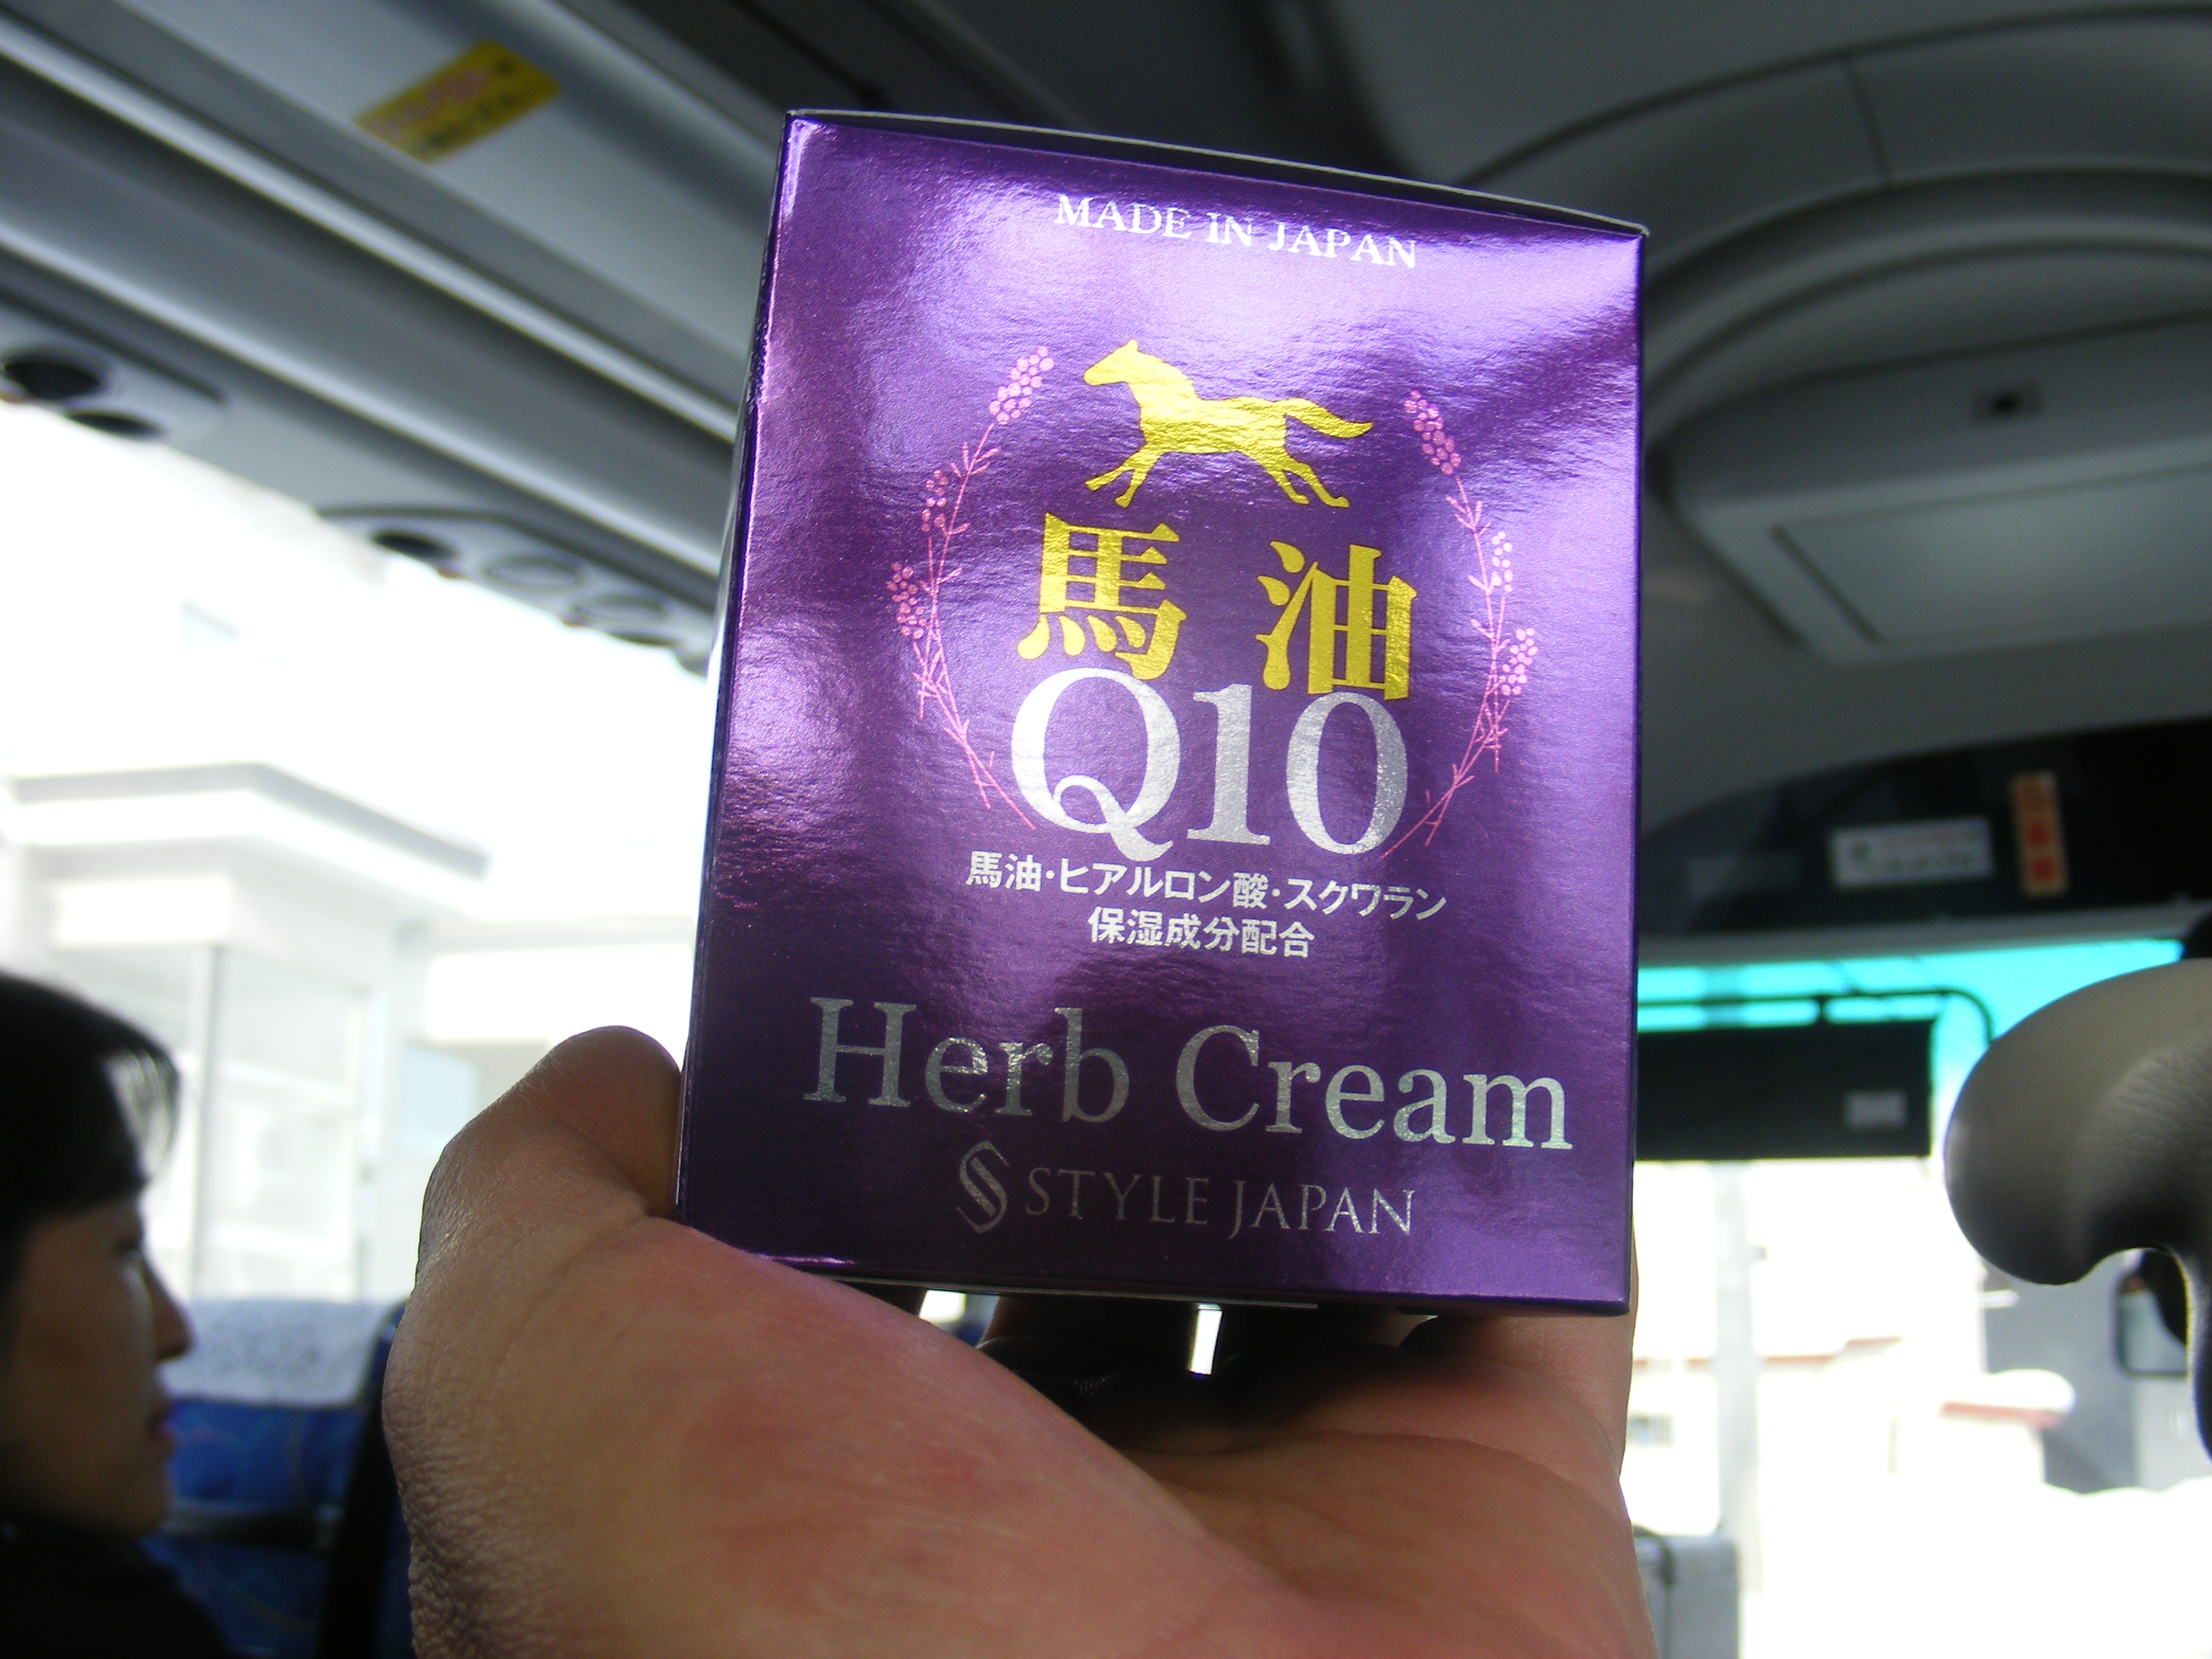 MADE IN JAPAN
馬油
Q10
馬油・ヒアルロン酸・スクワラン
保湿成分配合
Herb Cream
STYLE JAPAN